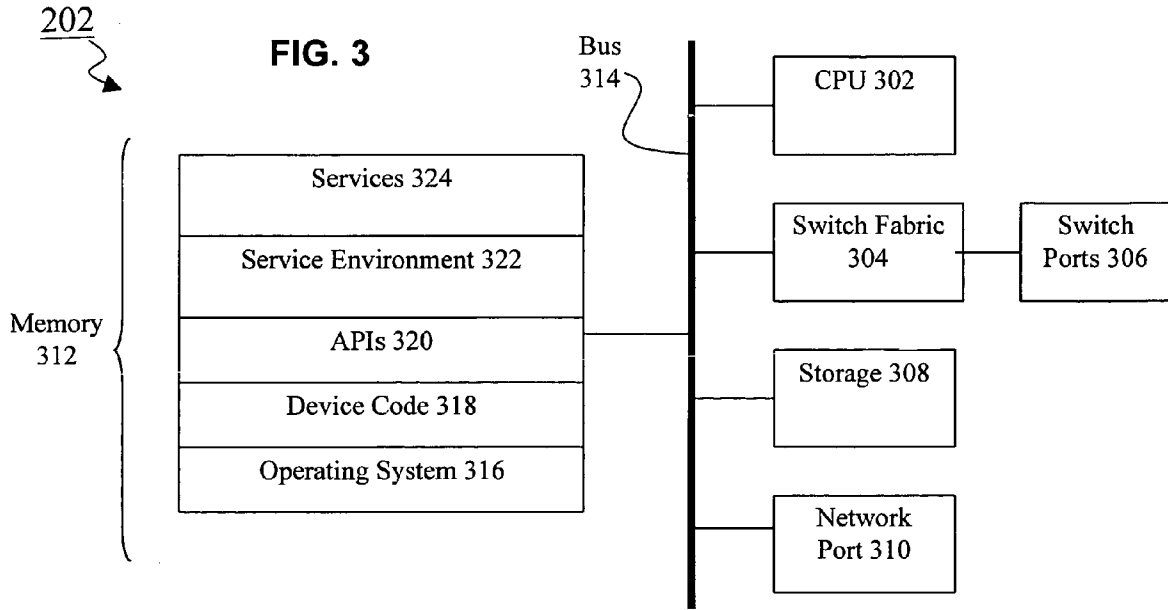 202
FIG. 3
Bus
314
CPU 302
Services 324
Switch Fabric
304
Switch
Ports 306
Service Environment 322
Memory
312
APIs 320
Storage 308
Device Code 318
Operating System 316
Network
Port 310